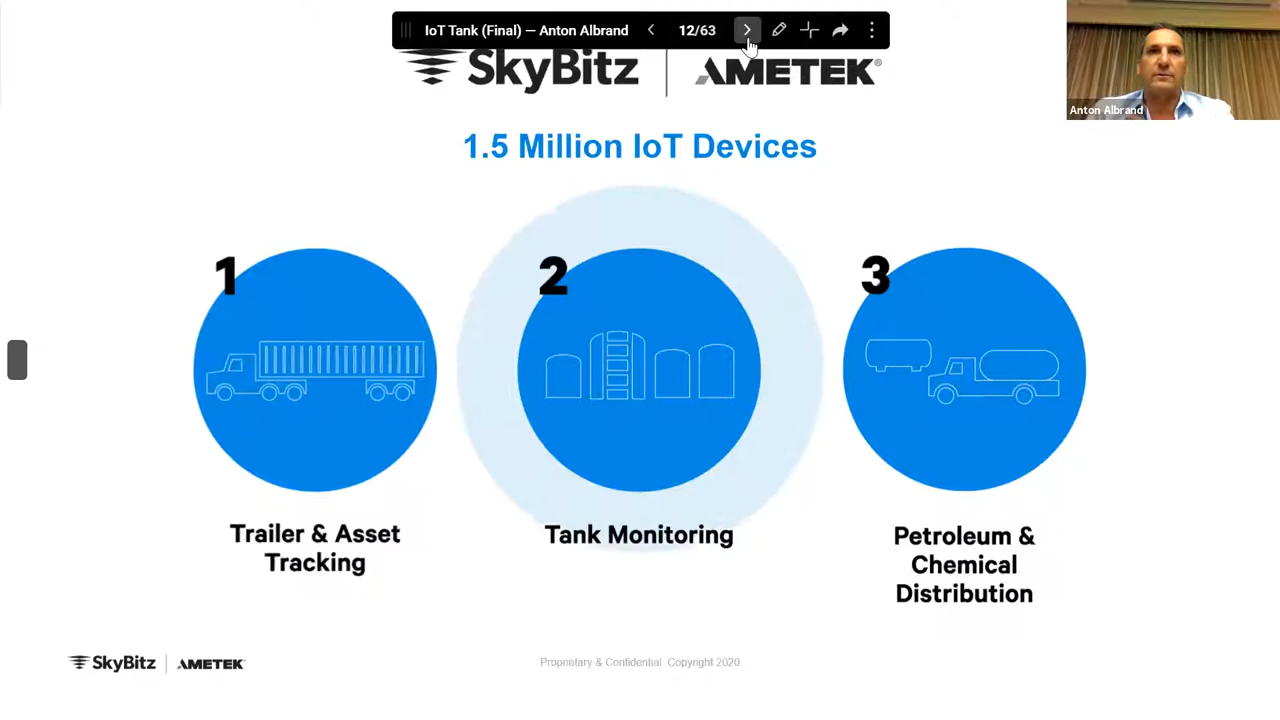 IoT Tank (Final) — Anton Albrand
12/63
SkyBitz | AMETEK®
Anton Albrand
1.5 Million IoT Devices
1
2
3
Trailer & Asset
Tracking
Tank Monitoring
Petroleum &
Chemical
Distribution
SkyBitz | AMETEK
Proprietary & Confidential Copyright 2020